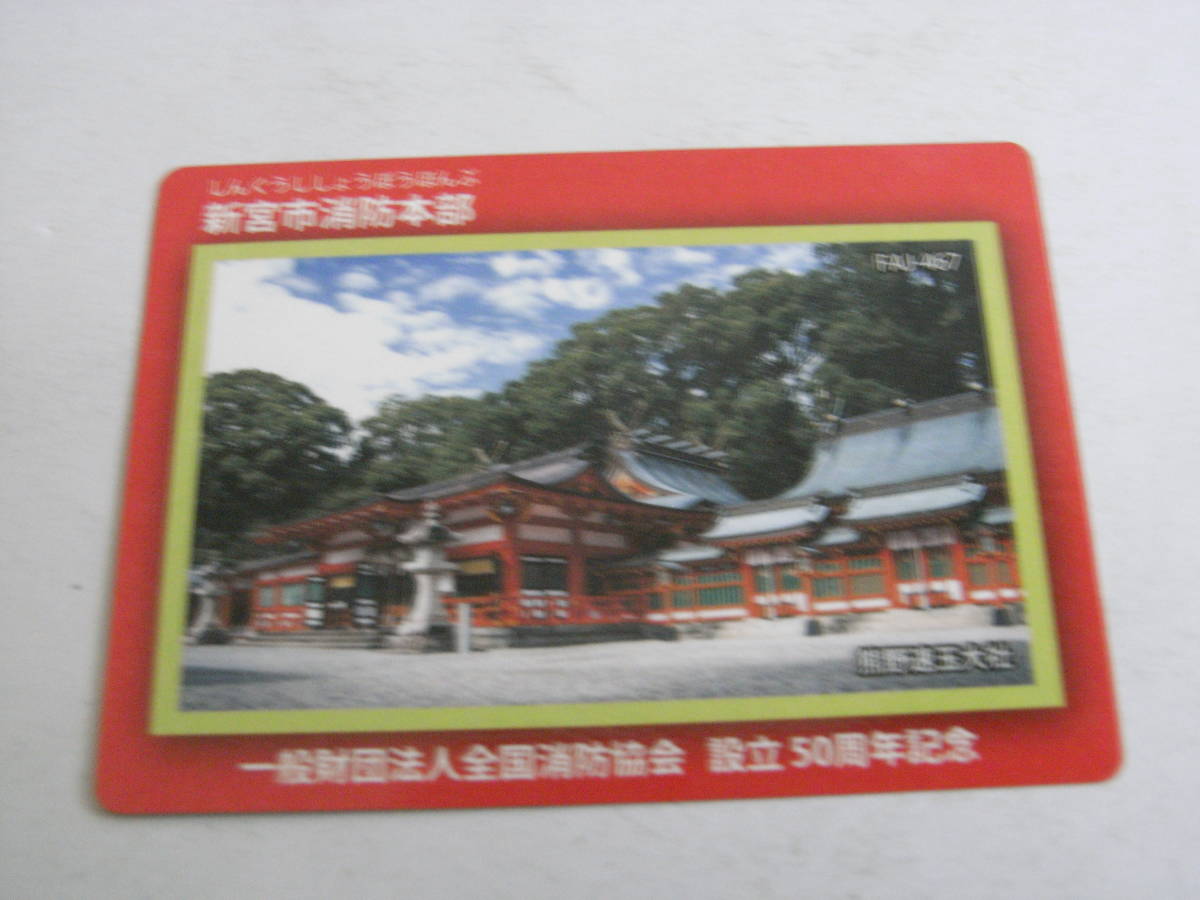 しんぐうししょうぼうほんぶ
新宮市消防本部
FAJ-467
熊野速玉大社
一般財団法人全国消防協会 設立50周年記念